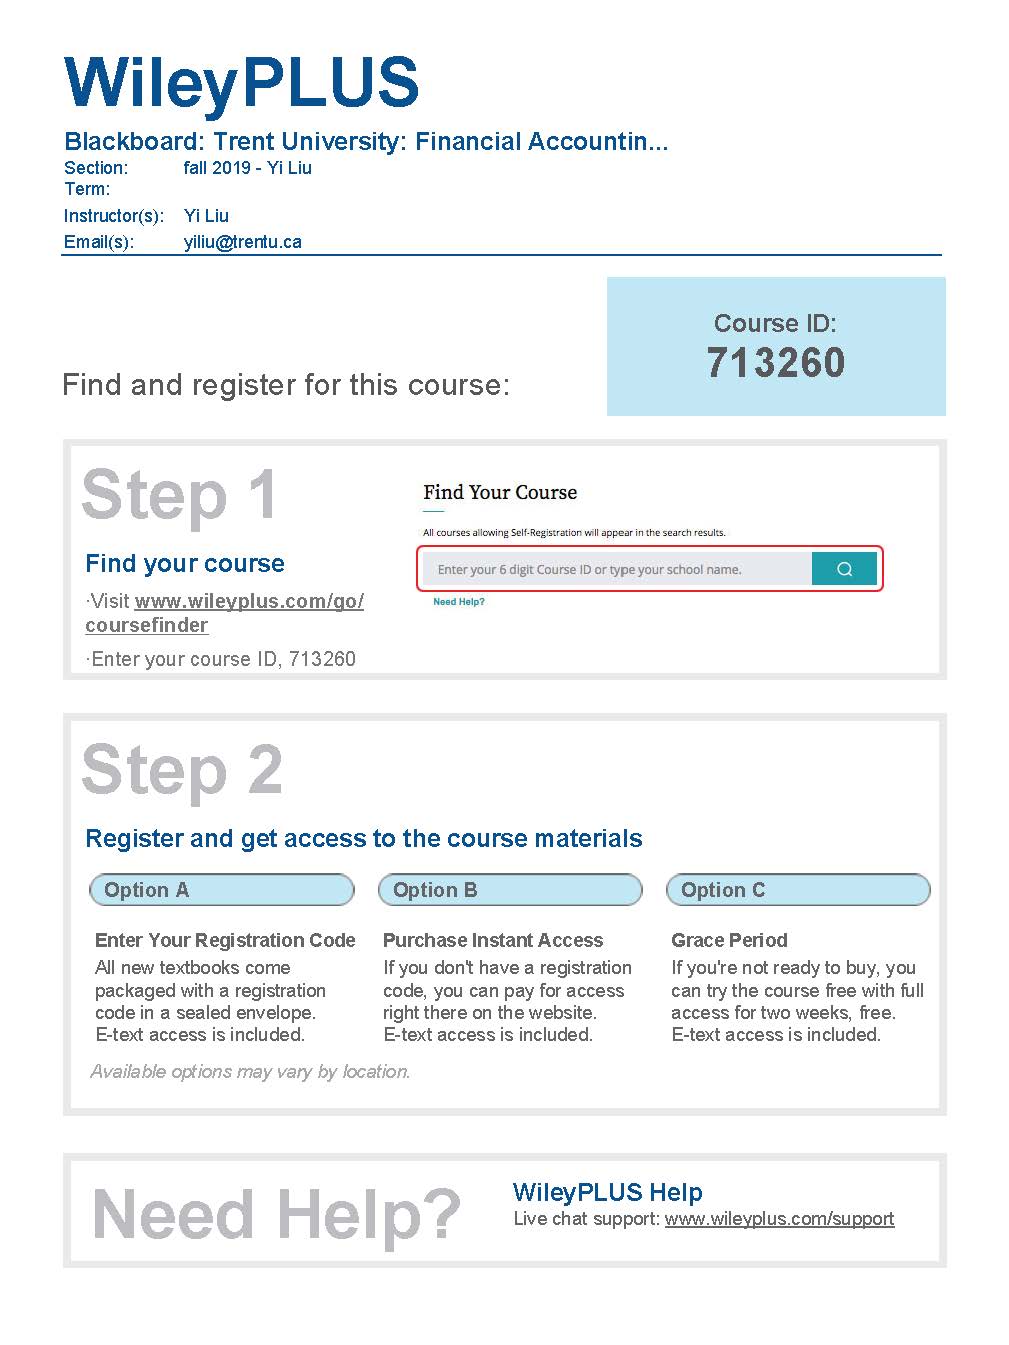 WileyPLUS
Blackboard: Trent University: Financial Accountin...
Section: fall 2019 - Yi Liu
Term:
Instructor(s): Yi Liu
Email(s): yiliu@trentu.ca
Course ID:
713260
Find and register for this course:
Step 1
Find your course
·Visit www.wileyplus.com/go/
coursefinder
·Enter your course ID, 713260
Find Your Course
All courses allowing Self-Registration will appear in the search results.
Enter your 6 digit Course ID or type your school name.
Need Help?
Step 2
Register and get access to the course materials
Option A
Enter Your Registration Code
All new textbooks come
packaged with a registration
code in a sealed envelope.
E-text access is included.
Option B
Purchase Instant Access
If you don't have a registration
code, you can pay for access
right there on the website.
E-text access is included.
Option C
Grace Period
If you're not ready to buy, you
can try the course free with full
access for two weeks, free.
E-text access is included.
Available options may vary by location.
Need Help?
WileyPLUS Help
Live chat support: www.wileyplus.com/support